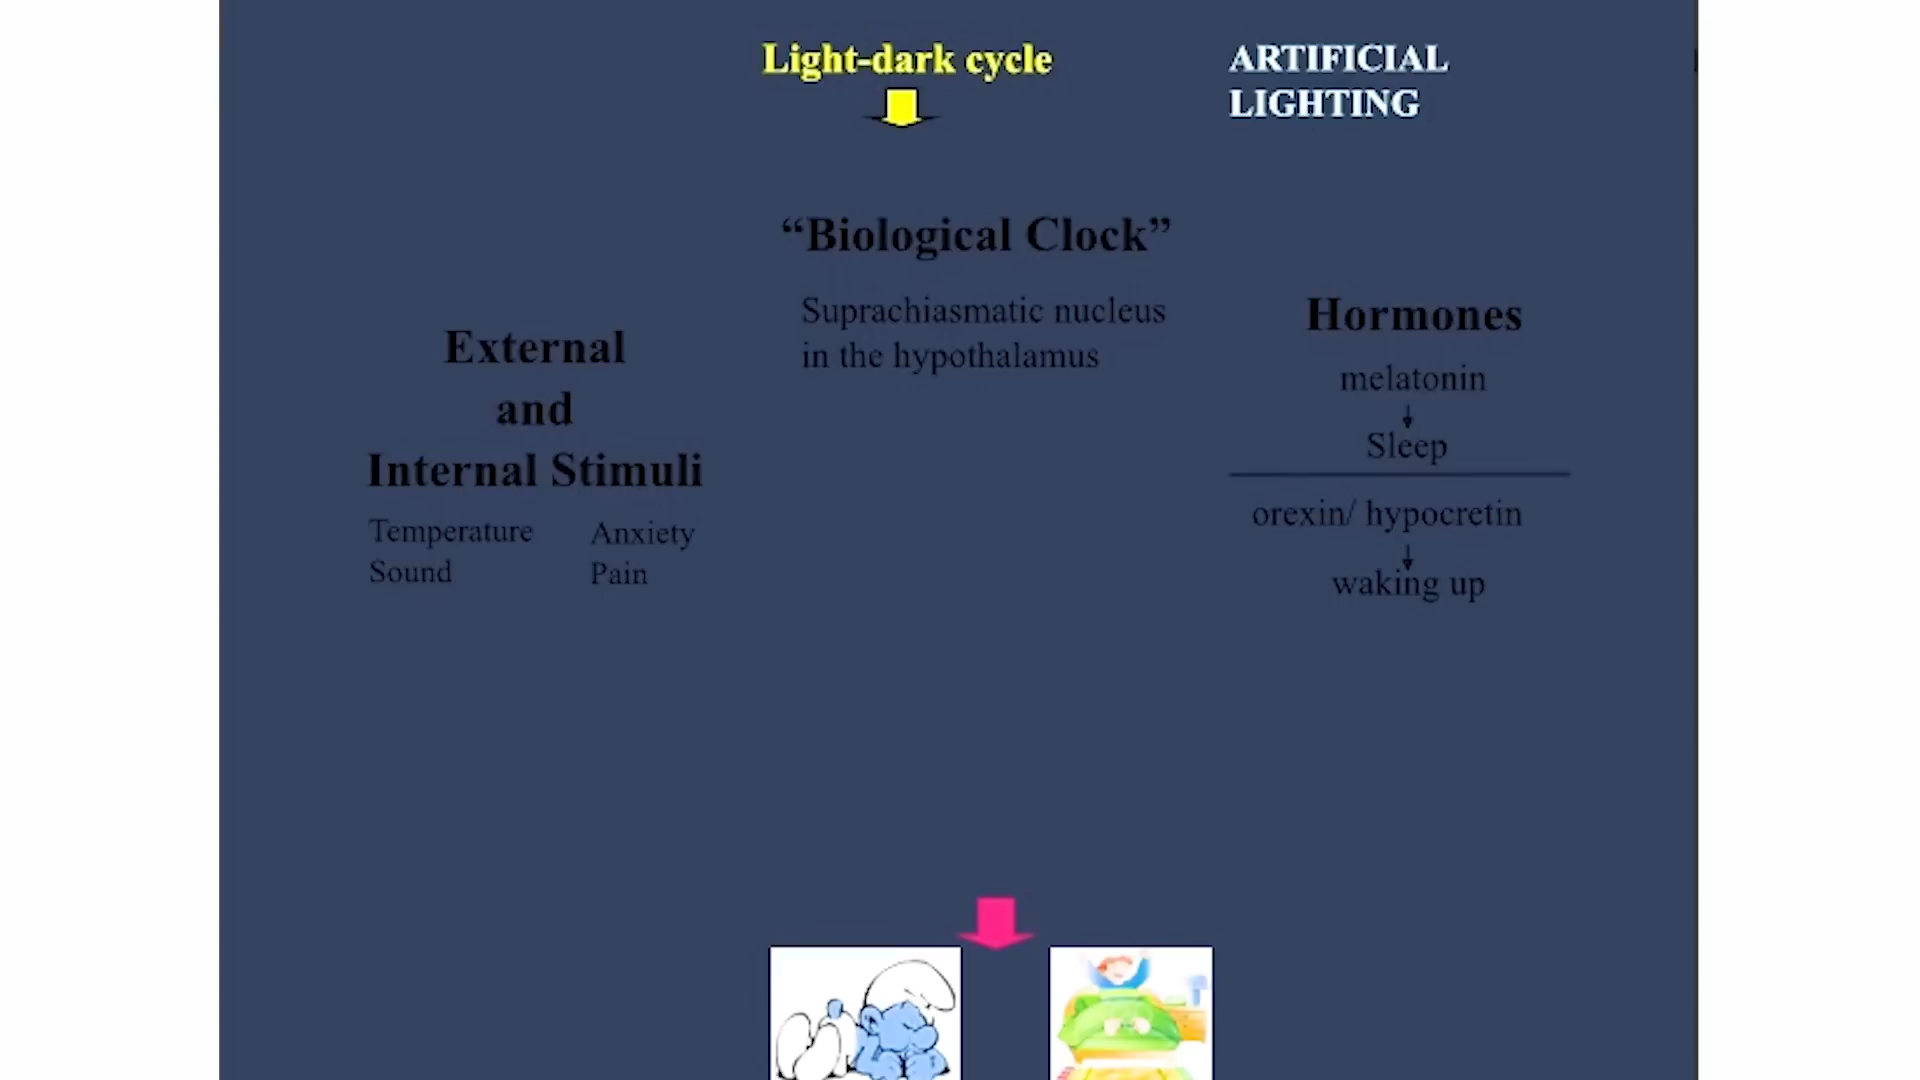 Light-dark cycle
ARTIFICIAL
LIGHTING
“Biological Clock”
Suprachiasmatic nucleus
in the hypothalamus
External
and
Internal Stimuli
Temperature Anxiety
Sound Pain
Hormones
melatonin
Sleep
orexin/ hypocretin
waking up